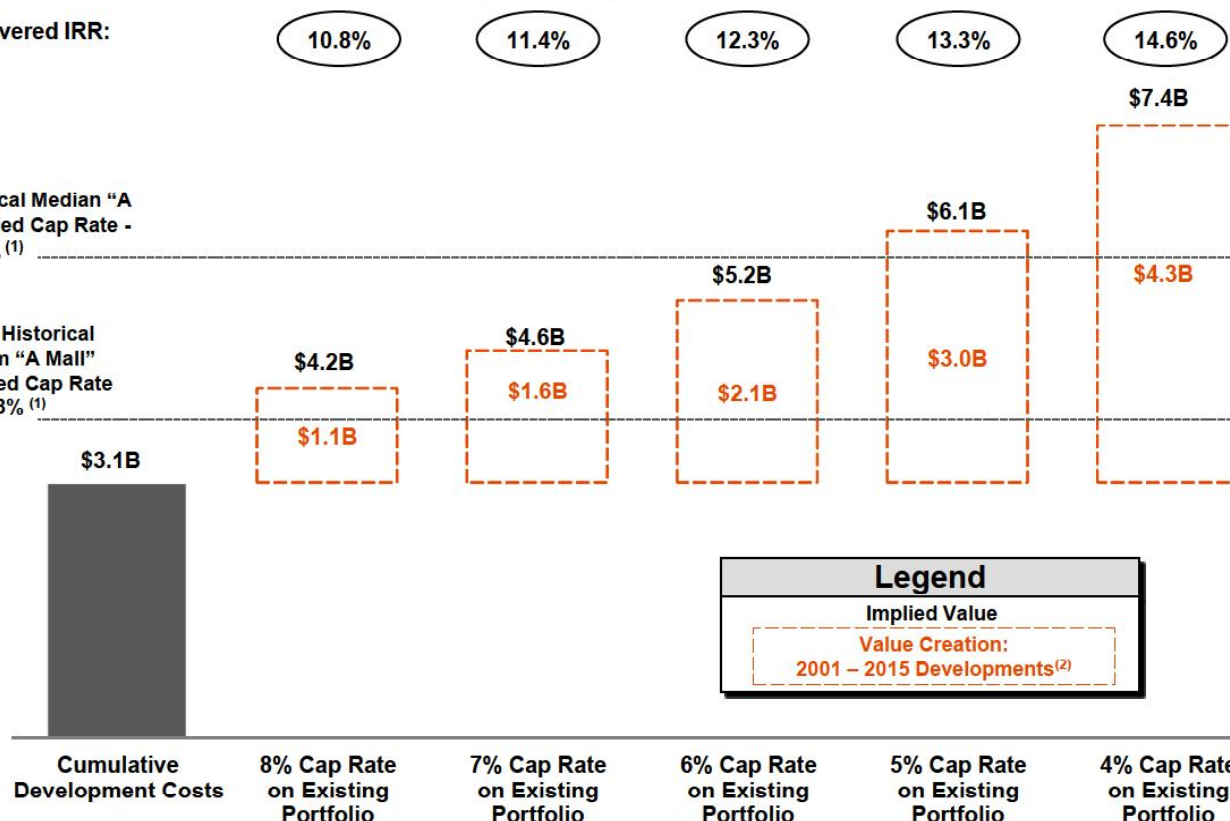 vered IRR:
10.8%
11.4%
12.3%
13.3%
14.6%
$7.4B
cal Median “A
ed Cap Rate -
(1)
$6.1B
$5.2B
$4.3B
Historical
“A Mall”
ed Cap Rate
3% (1)
$4.2B
$4.6B
$3.0B
$1.6B
$2.1B
$1.1B
$3.1B
Legend
Implied Value
Value Creation:
2001 – 2015 Developments(2)
Cumulative
Development Costs
8% Cap Rate
on Existing
Portfolio
7% Cap Rate
on Existing
Portfolio
6% Cap Rate
on Existing
Portfolio
5% Cap Rate
on Existing
Portfolio
4% Cap Rate
on Existing
Portfolio